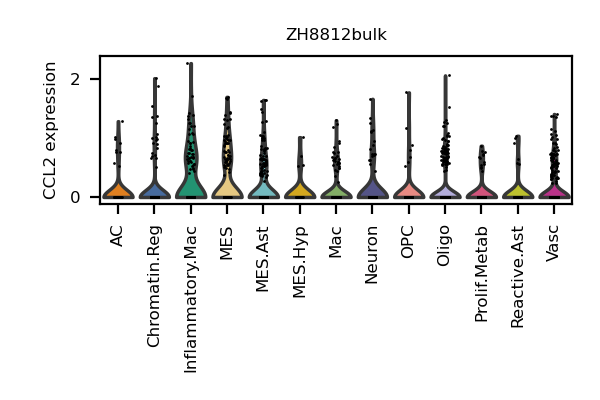 ZH8812bulk
CCL2 expression
2
0
AC
Chromatin.Reg
Inflammatory.Mac
MES
MES.Ast
MES.Hyp
Mac
Neuron
OPC
Oligo
Prolif.Metab
Reactive.Ast
Vasc